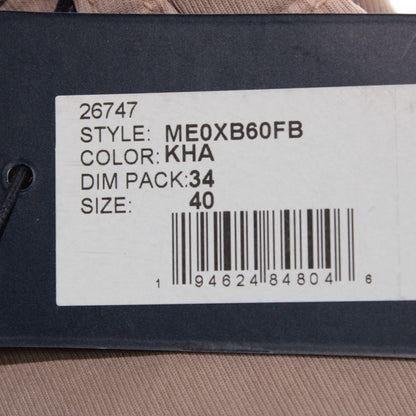 26747
STYLE: ME0XB60FB
COLOR: KHA
DIM PACK: 34
SIZE: 40
1 94624 84804 6